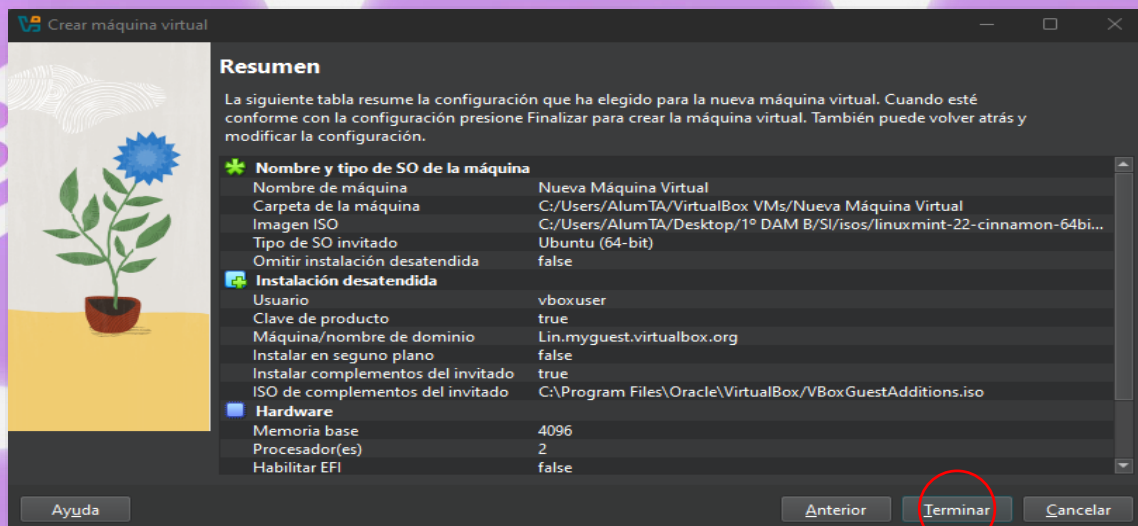 Crear máquina virtual
Resumen
La siguiente tabla resume la configuración que ha elegido para la nueva máquina virtual. Cuando esté
conforme con la configuración presione Finalizar para crear la máquina virtual. También puede volver atrás y
modificar la configuración.
Nombre y tipo de SO de la máquina
Nombre de máquina Nueva Máquina Virtual
Carpeta de la máquina C:/Users/AlumTA/VirtualBox VMs/Nueva Máquina Virtual
Imagen ISO C:/Users/AlumTA/Desktop/1º DAM B/SI/isos/linuxmint-22-cinnamon-64bi...
Tipo de SO invitado Ubuntu (64-bit)
Omitir instalación desatendida false
Instalación desatendida
Usuario vboxuser
Clave de producto true
Máquina/nombre de dominio Lin.myguest.virtualbox.org
Instalar en seguno plano false
Instalar complementos del invitado true
ISO de complementos del invitado C:\Program Files\Oracle\VirtualBox/VBoxGuestAdditions.iso
Hardware
Memoria base 4096
Procesador(es) 2
Habilitar EFI false
Ayuda Anterior Terminar Cancelar